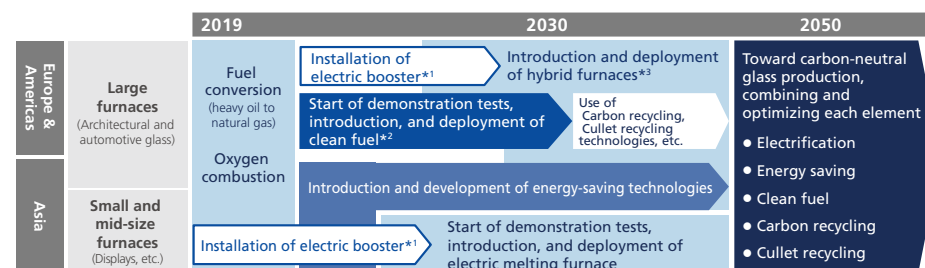 2019
2030
2050
Europe &
Americas
Large
furnaces
(Architectural and
automotive glass)
Fuel
conversion
(heavy oil to
natural gas)
Oxygen
combustion
Installation of
electric booster*1
Introduction and deployment
of hybrid furnaces*3
Start of demonstration tests,
introduction, and deployment of
clean fuel*2
Use of
Carbon recycling,
Cullet recycling
technologies, etc.
Introduction and development of energy-saving technologies
Asia
Small and
mid-size
furnaces
(Displays, etc.)
Installation of electric booster*1
Start of demonstration tests,
introduction, and deployment of
electric melting furnace
Toward carbon-neutral
glass production,
combining and
optimizing each element
● Electrification
● Energy saving
● Clean fuel
● Carbon recycling
● Cullet recycling